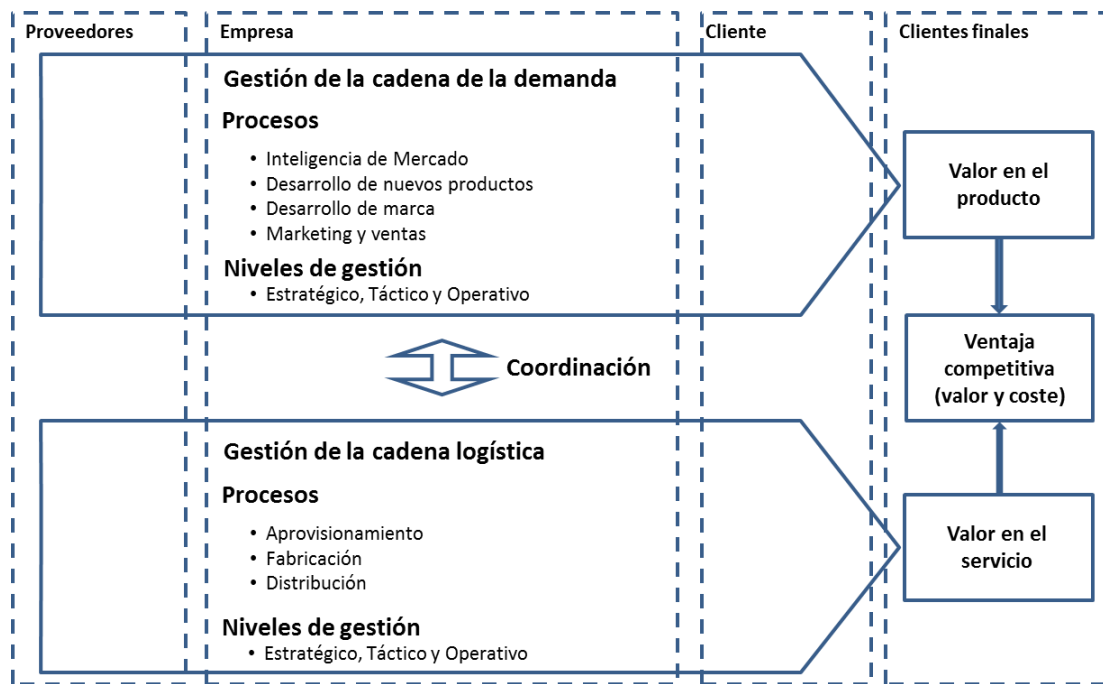 Proveedores
Empresa
Cliente
Clientes finales
Gestión de la cadena de la demanda
Procesos
• Inteligencia de Mercado
• Desarrollo de nuevos productos
• Desarrollo de marca
• Marketing y ventas
Niveles de gestión
• Estratégico, Táctico y Operativo
Valor en el
producto
Coordinación
Ventaja
competitiva
(valor y coste)
Gestión de la cadena logística
Procesos
• Aprovisionamiento
• Fabricación
• Distribución
Niveles de gestión
• Estratégico, Táctico y Operativo
Valor en el
servicio